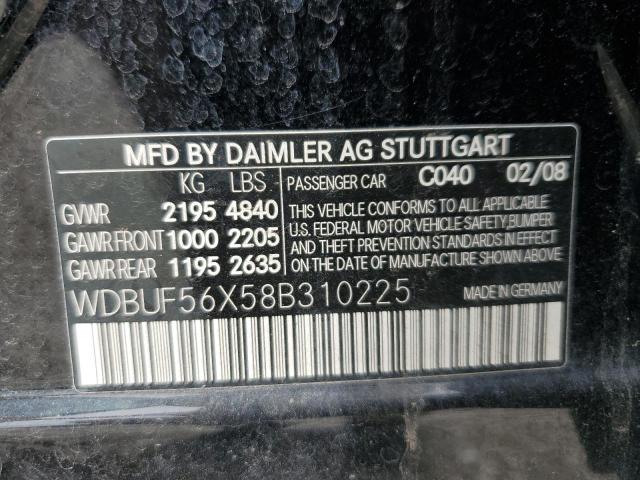 MFD BY DAIMLER AG STUTTGART
KG LBS
GVWR 2195 4840
GAWR FRONT 1000 2205
GAWR REAR 1195 2635
PASSENGER CAR C040 02/08
THIS VEHICLE CONFORMS TO ALL APPLICABLE
U.S. FEDERAL MOTOR VEHICLE SAFETY, BUMPER
AND THEFT PREVENTION STANDARDS IN EFFECT
ON THE DATE OF MANUFACTURE SHOWN ABOVE.
WDBUF56X58B310225
MADE IN GERMANY